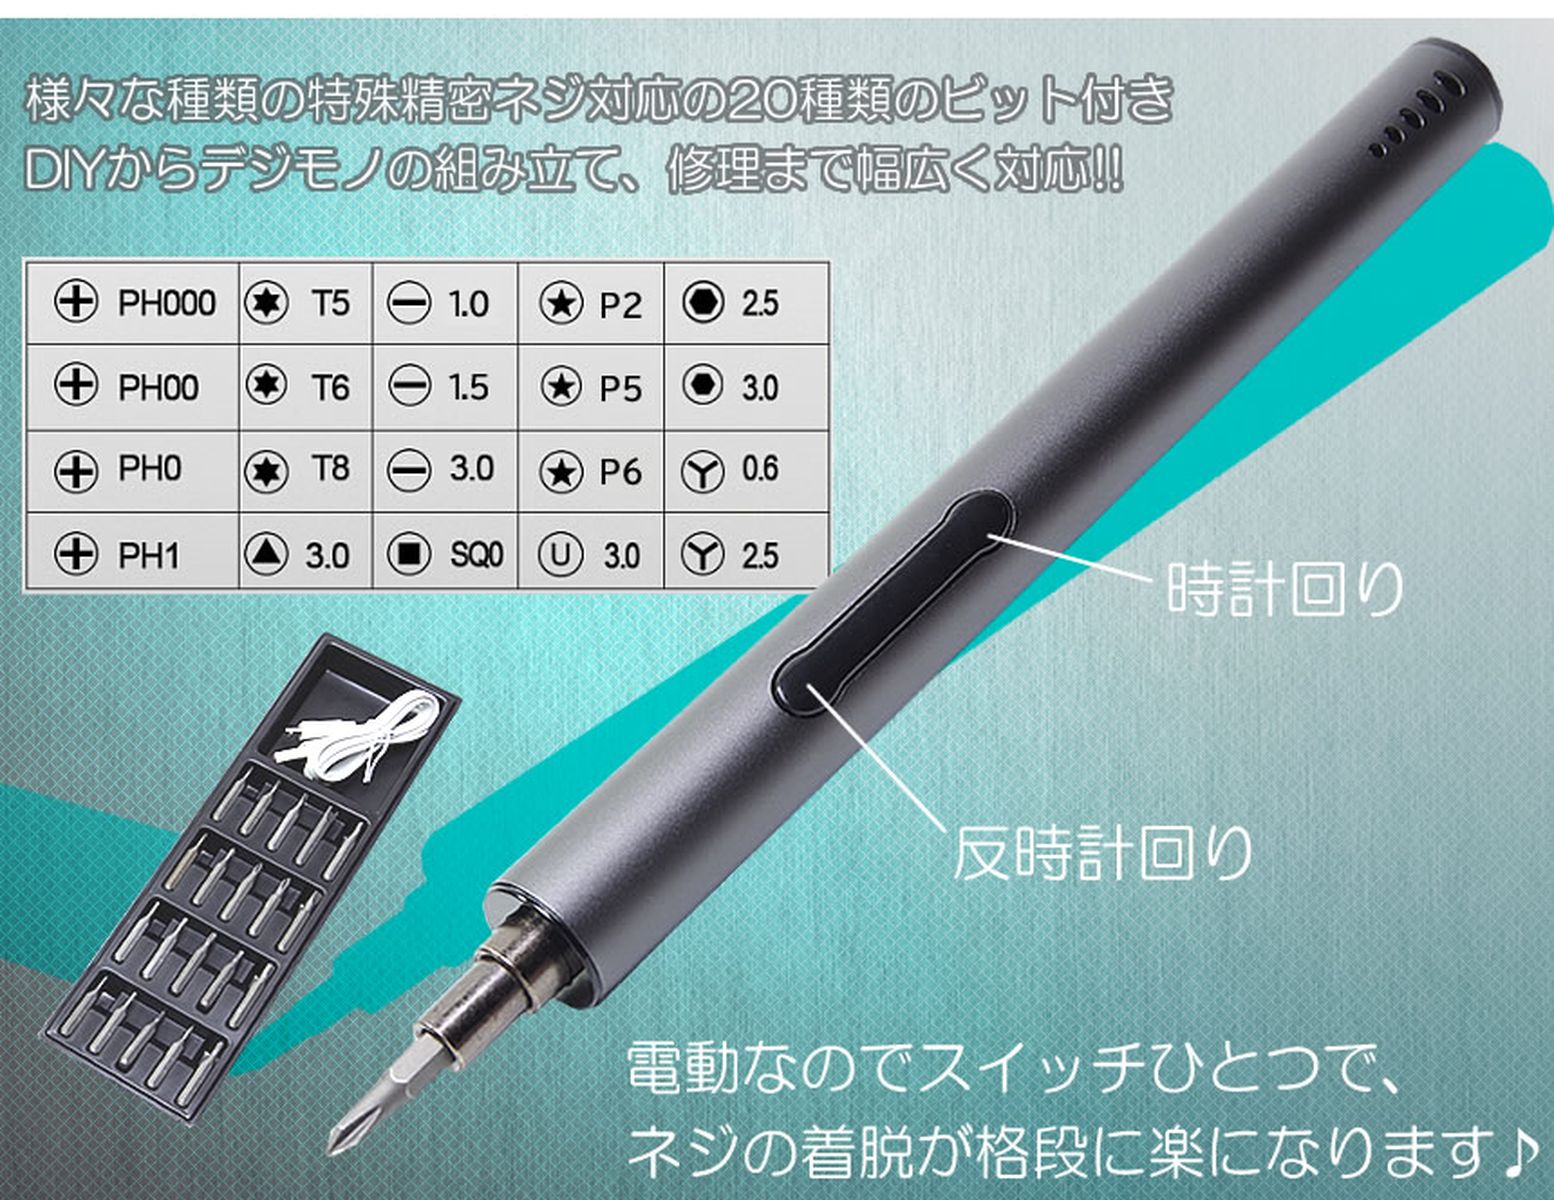 様々な種類の特殊精密ネジ対応の20種類のビット付き
DIYからデジモノの組み立て、修理まで幅広く対応!!
PH000 T5 1.0 P2 2.5
PH00 T6 1.5 P5 3.0
PH0 T8 3.0 P6 0.6
PH1 3.0 SQ0 U 3.0 2.5
時計回り
反時計回り
電動なのでスイッチひとつで、
ネジの着脱が格段に楽になります♪